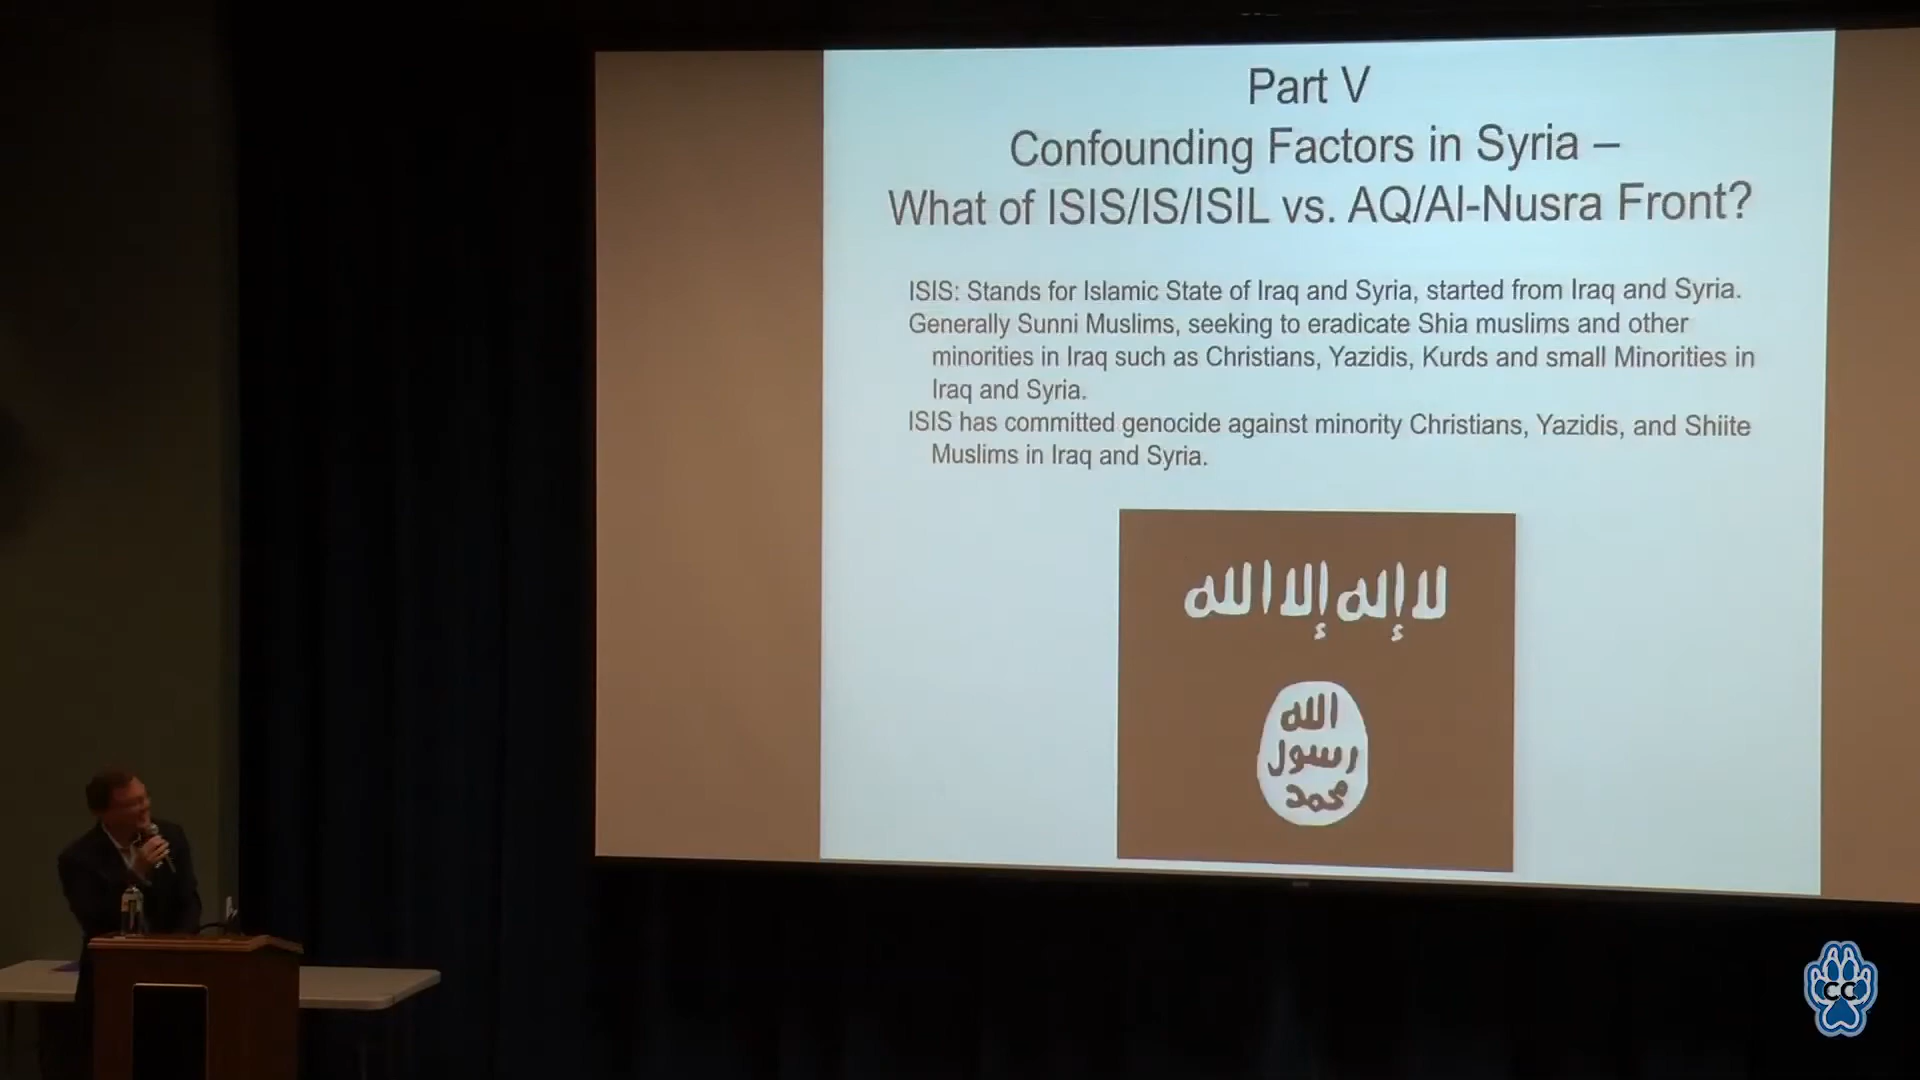 Part V
Confounding Factors in Syria –
What of ISIS/IS/ISIL vs. AQ/Al-Nusra Front?
ISIS: Stands for Islamic State of Iraq and Syria, started from Iraq and Syria.
Generally Sunni Muslims, seeking to eradicate Shia muslims and other
minorities in Iraq such as Christians, Yazidis, Kurds and small Minorities in
Iraq and Syria.
ISIS has committed genocide against minority Christians, Yazidis, and Shiite
Muslims in Iraq and Syria.
لا إله إلا الله
الله
رسول
محمد
CC